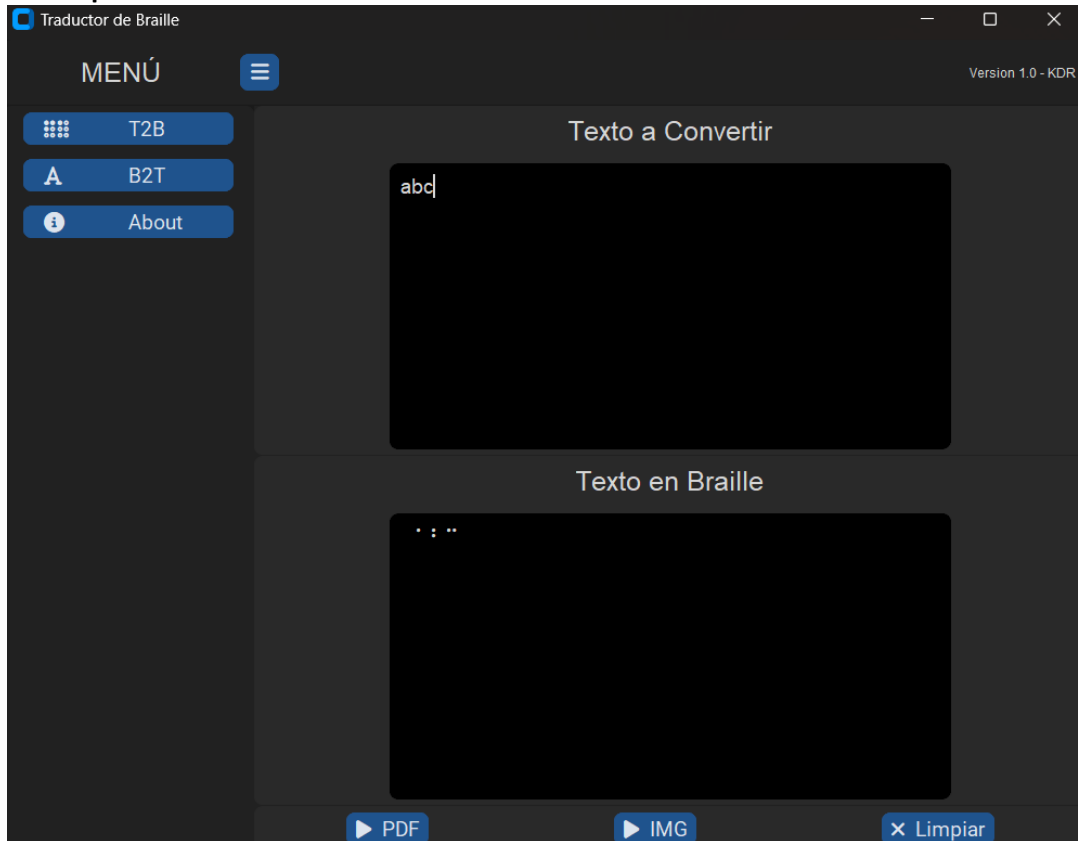 Traductor de Braille
MENÚ
Version 1.0 - KDR
T2B
B2T
About
Texto a Convertir
abc
Texto en Braille
⠁⠃⠉
PDF
IMG
Limpiar